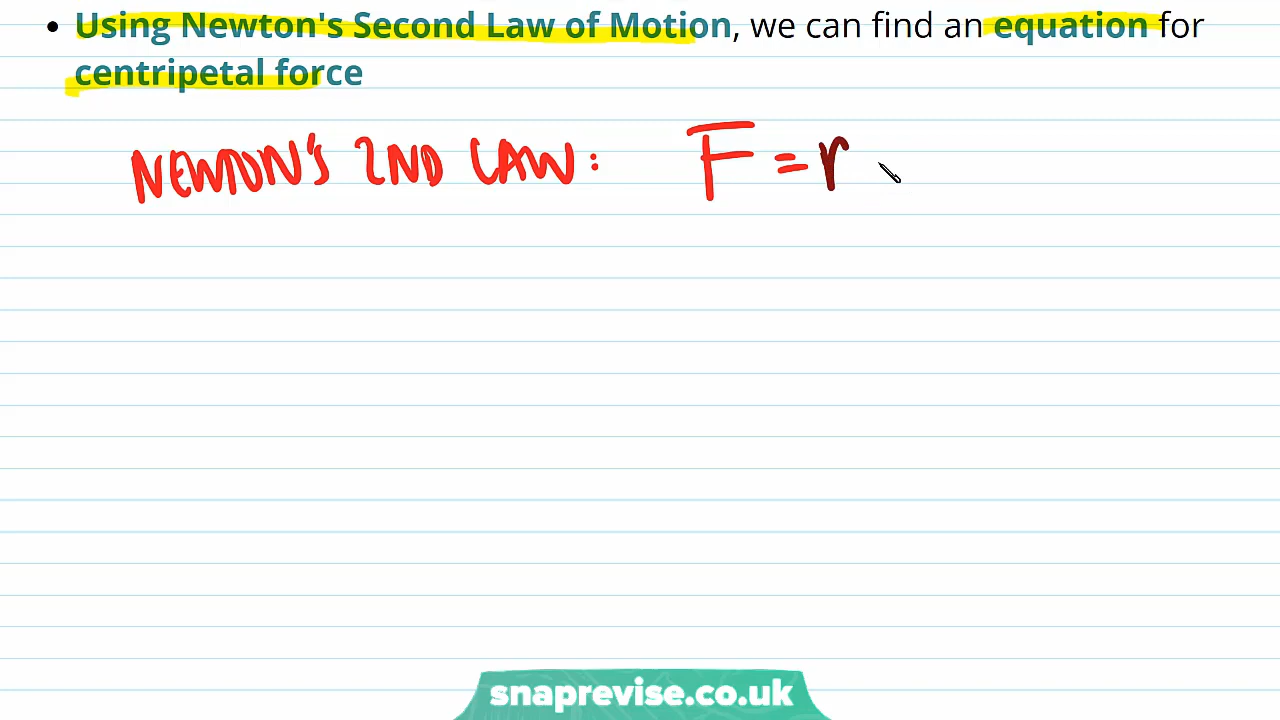 • Using Newton's Second Law of Motion, we can find an equation for
centripetal force
NEWTON'S 2ND LAW: F = r
snaprevise.co.uk